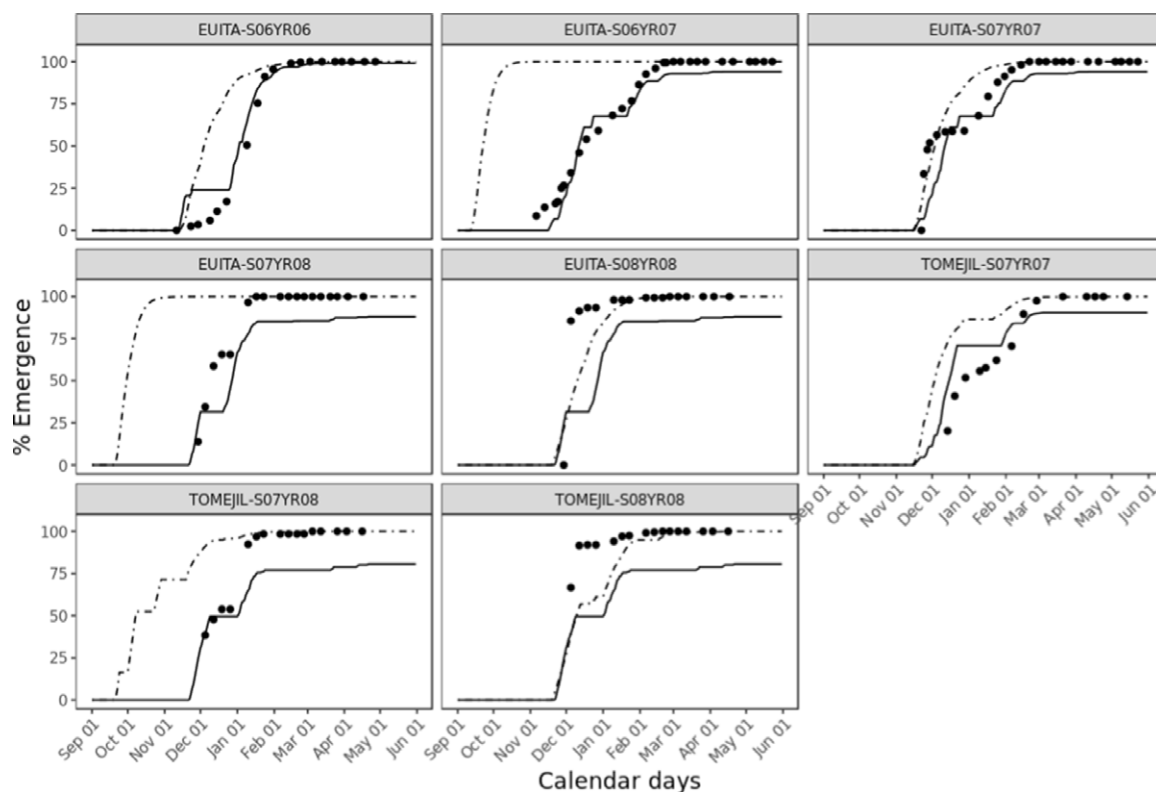 EUITA-S06YR06 EUITA-S06YR07 EUITA-S07YR07
100
75
50
25
0
EUITA-S07YR08 EUITA-S08YR08 TOMEJIL-S07YR07
100
75
50
25
0
Sep 01 Oct 01 Nov 01 Dec 01 Jan 01 Feb 01 Mar 01 Apr 01 May 01 Jun 01
TOMEJIL-S07YR08 TOMEJIL-S08YR08
100
75
50
25
0
Sep 01 Oct 01 Nov 01 Dec 01 Jan 01 Feb 01 Mar 01 Apr 01 May 01 Jun 01 Sep 01 Oct 01 Nov 01 Dec 01 Jan 01 Feb 01 Mar 01 Apr 01 May 01 Jun 01
% Emergence
Calendar days